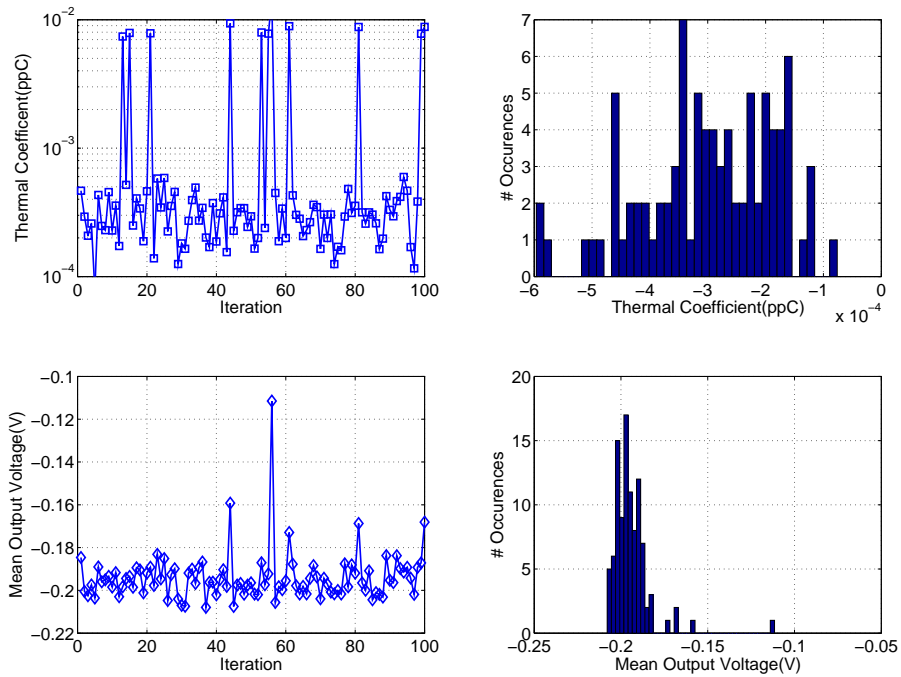 Thermal Coefficient(ppC)
10⁻²
10⁻³
10⁻⁴
0 20 40 60 80 100
Iteration
# Occurences
7
6
5
4
3
2
1
0
−6 −5 −4 −3 −2 −1 0
x 10⁻⁴
Thermal Coefficient(ppC)
Mean Output Voltage(V)
−0.1
−0.12
−0.14
−0.16
−0.18
−0.2
−0.22
0 20 40 60 80 100
Iteration
# Occurences
20
15
10
5
0
−0.25 −0.2 −0.15 −0.1 −0.05
Mean Output Voltage(V)